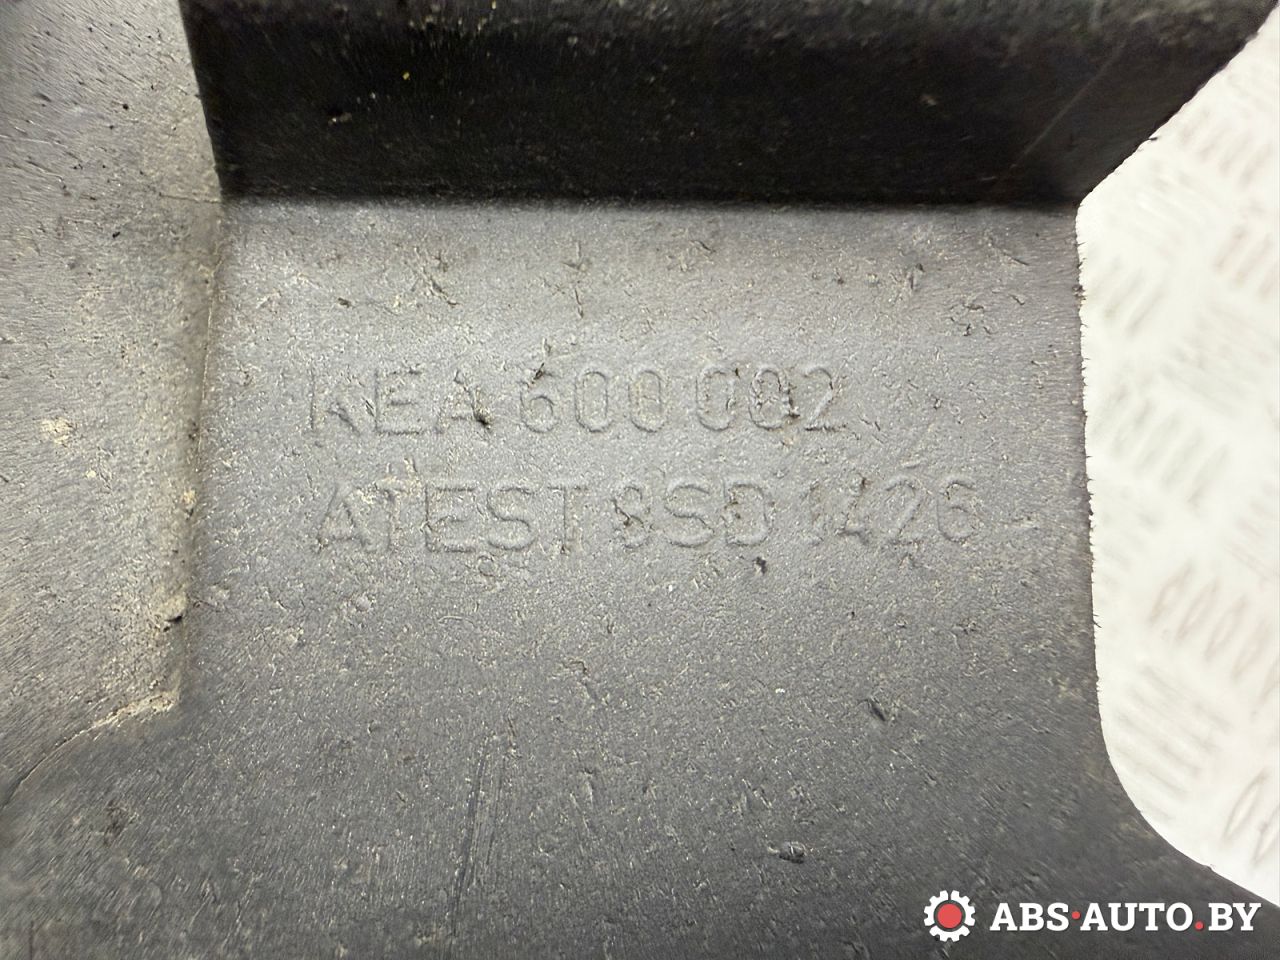 KEA 600 002
ATEST 8SD 1426
ABS·AUTO.BY